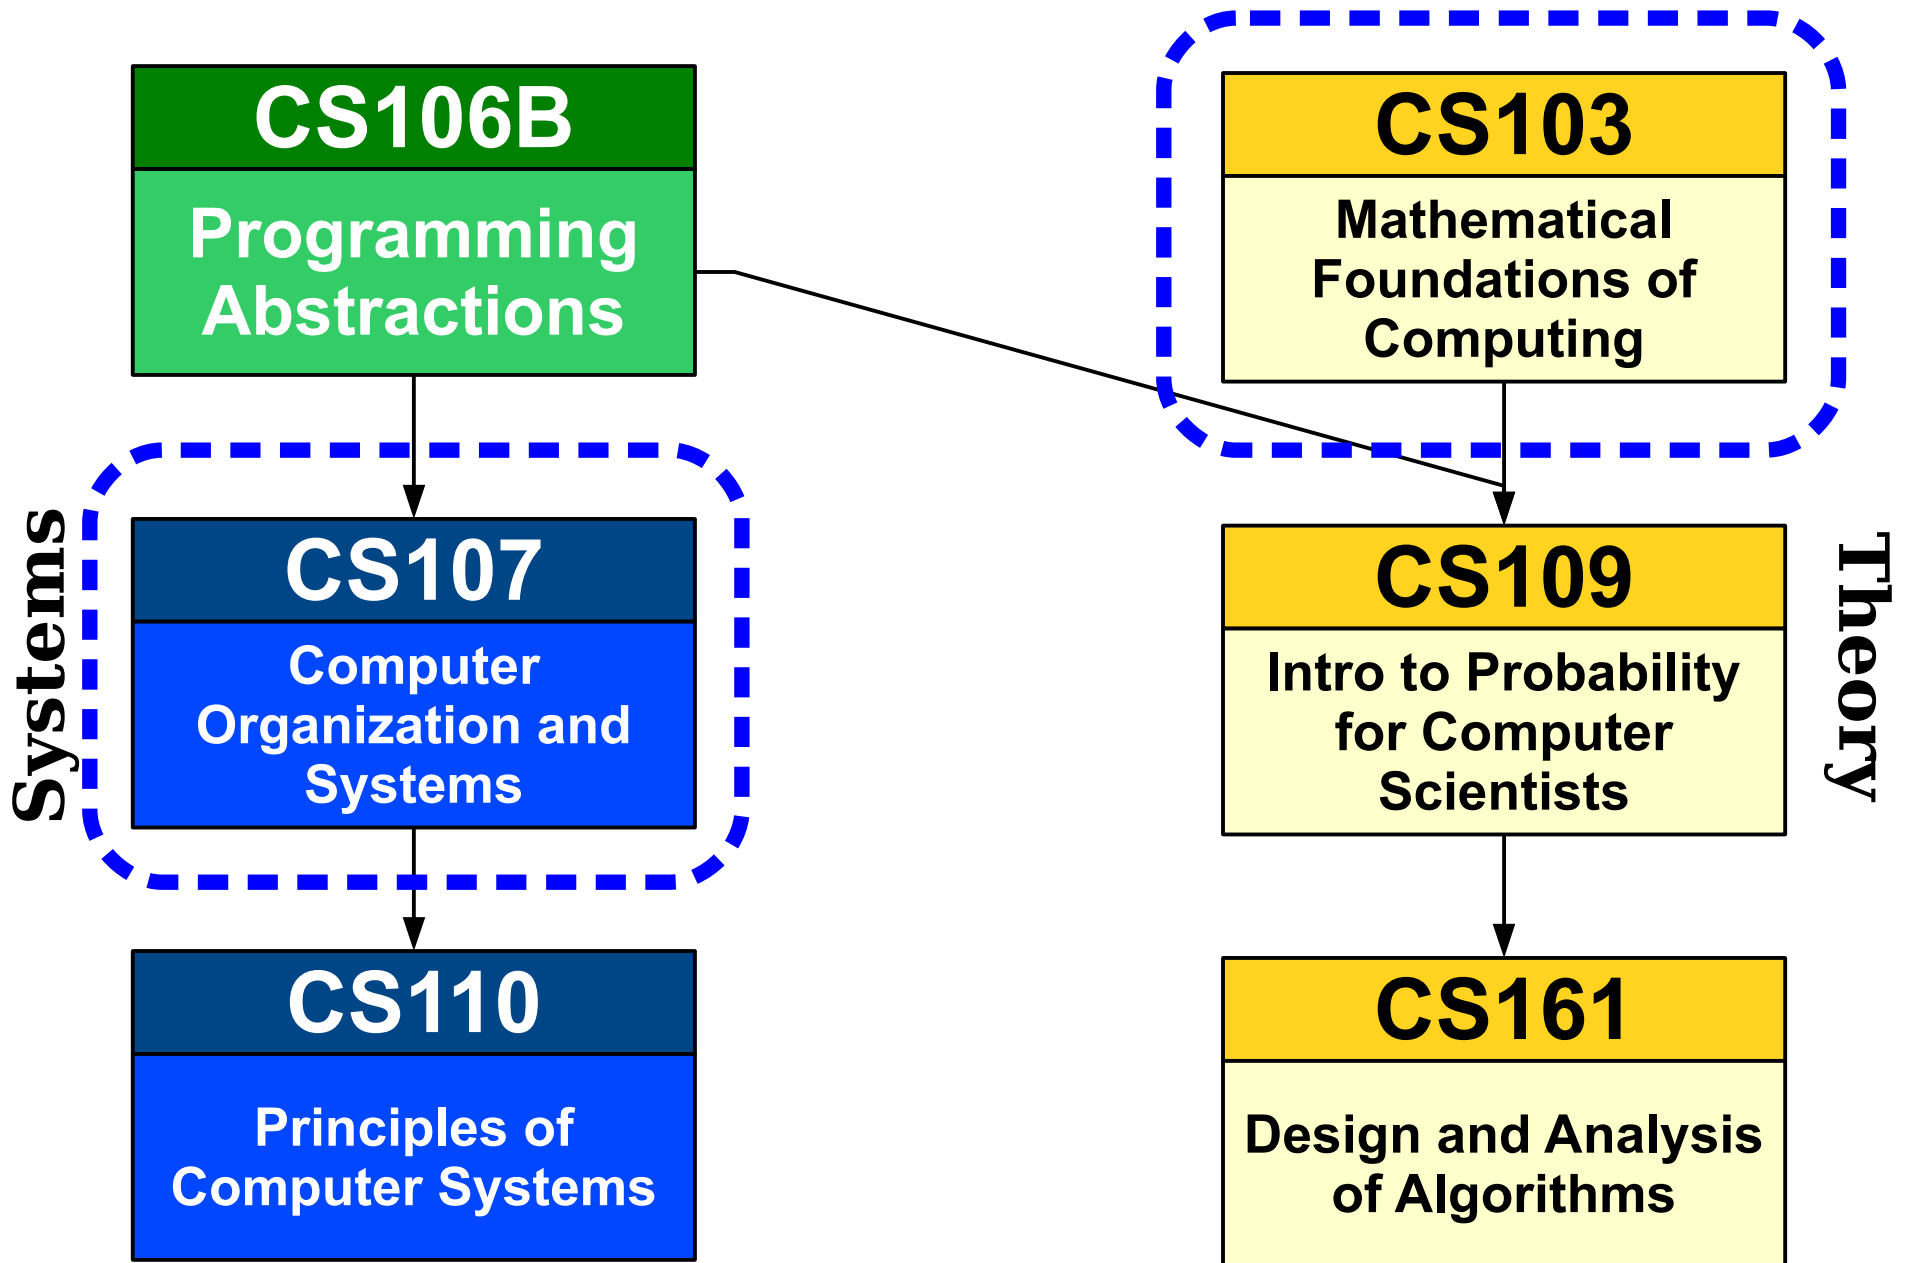 CS106B
Programming
Abstractions
CS103
Mathematical
Foundations of
Computing
Systems
CS107
Computer
Organization and
Systems
CS109
Intro to Probability
for Computer
Scientists
Theory
CS110
Principles of
Computer Systems
CS161
Design and Analysis
of Algorithms